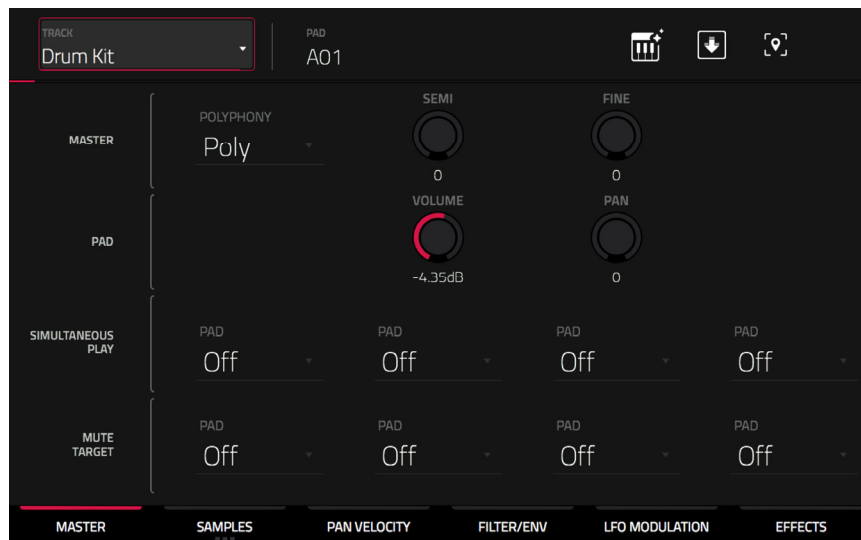 TRACK
Drum Kit
PAD
A01
MASTER
POLYPHONY
Poly
SEMI
0
FINE
0
PAD
VOLUME
-4.35dB
PAN
0
SIMULTANEOUS
PLAY
PAD
Off
PAD
Off
PAD
Off
PAD
Off
MUTE
TARGET
PAD
Off
PAD
Off
PAD
Off
PAD
Off
MASTER SAMPLES PAN VELOCITY FILTER/ENV LFO MODULATION EFFECTS